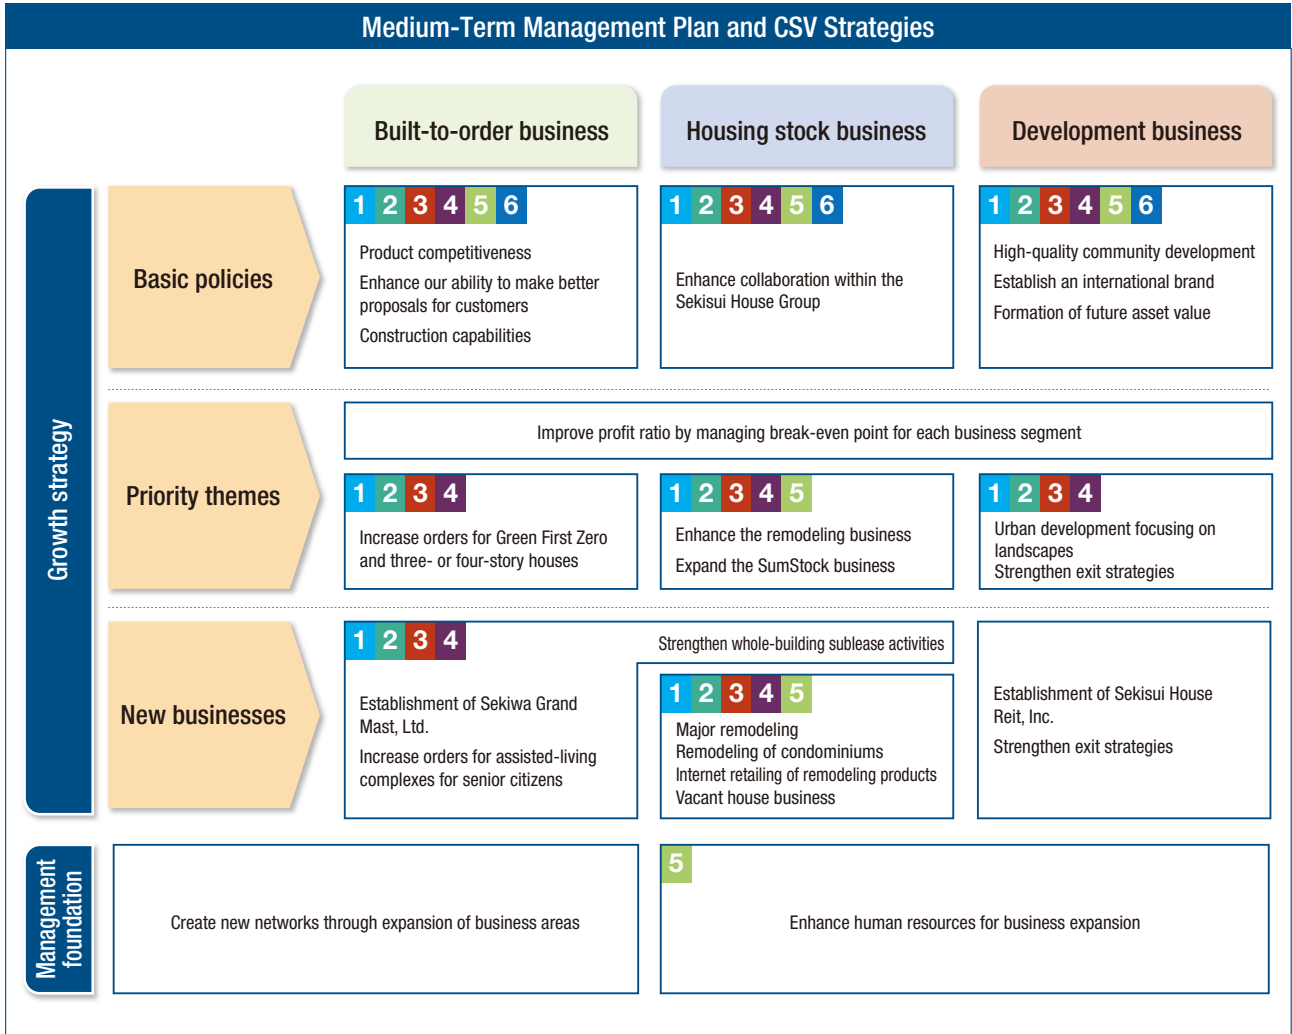 Medium-Term Management Plan and CSV Strategies
Built-to-order business
Housing stock business
Development business
Growth strategy
Basic policies
1 2 3 4 5 6
Product competitiveness
Enhance our ability to make better
proposals for customers
Construction capabilities
1 2 3 4 5 6
Enhance collaboration within the
Sekisui House Group
1 2 3 4 5 6
High-quality community development
Establish an international brand
Formation of future asset value
Priority themes
Improve profit ratio by managing break-even point for each business segment
1 2 3 4
Increase orders for Green First Zero
and three- or four-story houses
1 2 3 4 5
Enhance the remodeling business
Expand the SumStock business
1 2 3 4
Urban development focusing on
landscapes
Strengthen exit strategies
New businesses
1 2 3 4
Strengthen whole-building sublease activities
Establishment of Sekiwa Grand
Mast, Ltd.
Increase orders for assisted-living
complexes for senior citizens
1 2 3 4 5
Major remodeling
Remodeling of condominiums
Internet retailing of remodeling products
Vacant house business
Establishment of Sekisui House
Reit, Inc.
Strengthen exit strategies
Management
foundation
Create new networks through expansion of business areas
5
Enhance human resources for business expansion